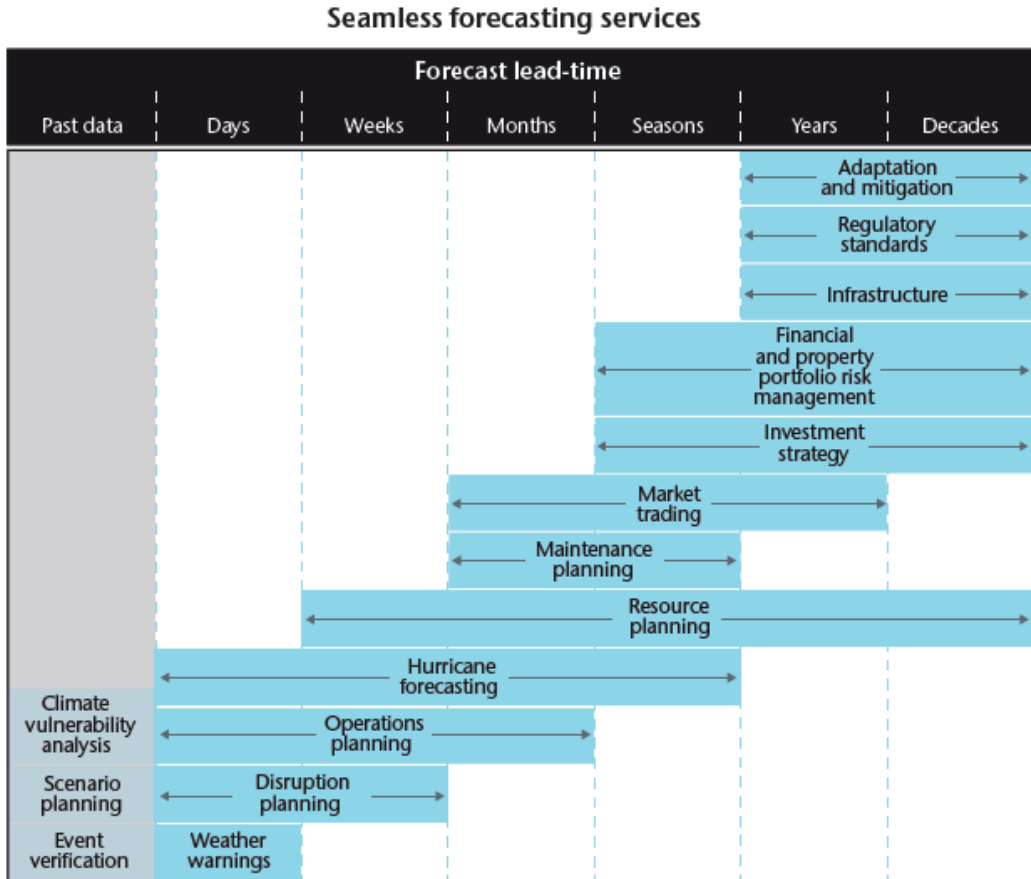 Seamless forecasting services
Forecast lead-time
Past data Days Weeks Months Seasons Years Decades
Adaptation
and mitigation
Regulatory
standards
Infrastructure
Financial
and property
portfolio risk
management
Investment
strategy
Market
trading
Maintenance
planning
Resource
planning
Hurricane
forecasting
Climate
vulnerability
analysis
Operations
planning
Scenario
planning
Disruption
planning
Event
verification
Weather
warnings